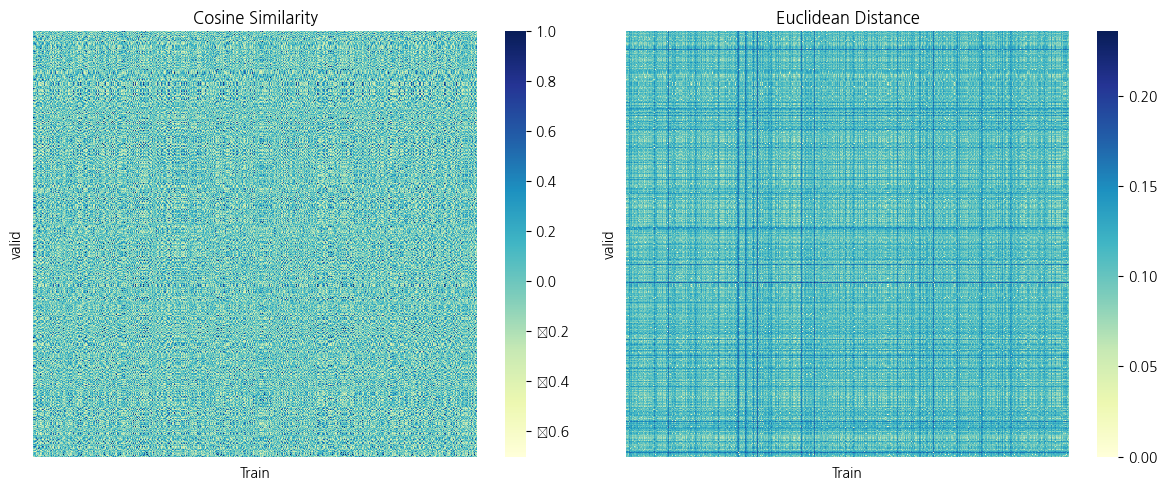 Cosine Similarity
valid
Train
1.0
0.8
0.6
0.4
0.2
0.0
▯0.2
▯0.4
▯0.6
Euclidean Distance
valid
Train
0.20
0.15
0.10
0.05
0.00